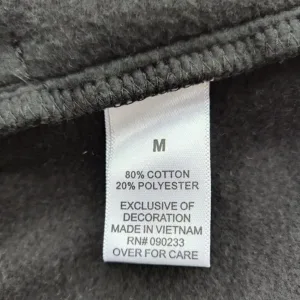 M
80% COTTON
20% POLYESTER
EXCLUSIVE OF
DECORATION
MADE IN VIETNAM
RN# 090233
OVER FOR CARE